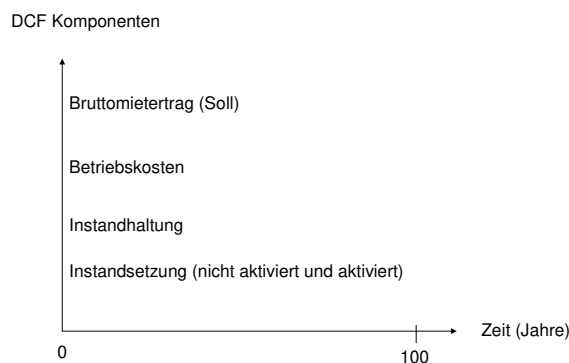 DCF Komponenten
Bruttomietertrag (Soll)
Betriebskosten
Instandhaltung
Instandsetzung (nicht aktiviert und aktiviert)
Zeit (Jahre)
0
100